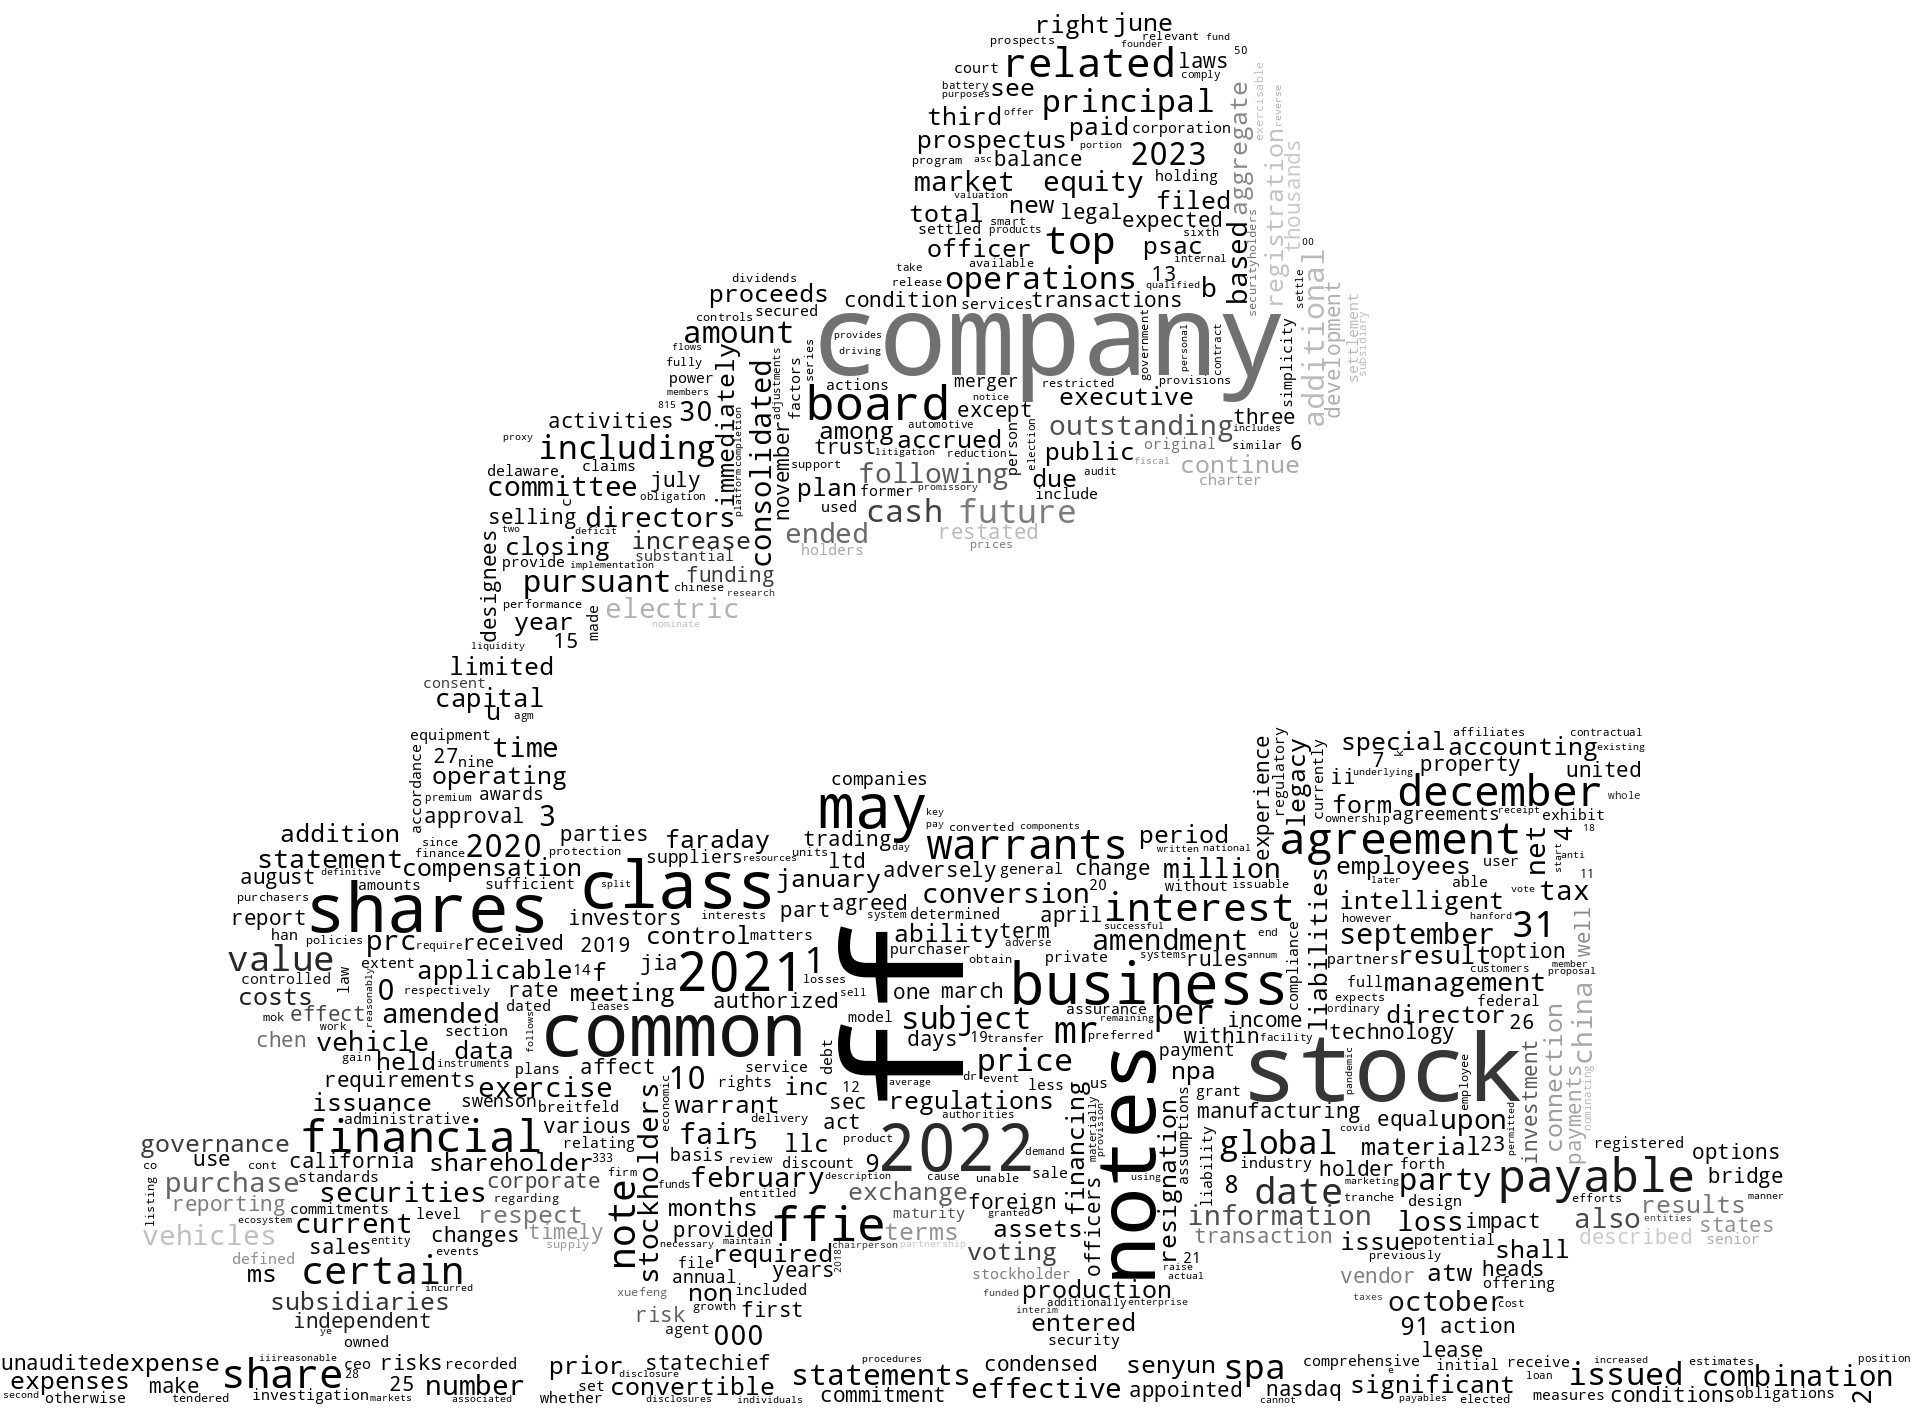 right june
prospects relevant fund
founder
court related laws 50
comply
battery see
purposes principal
third offer paid corporation
prospectus portion
program asc balance 2023
market equity holding
valuation new filed
total smart legal expected
settled products sixth
officer top psac
available internal
take operations 13
release qualified b
condition services transactions
based aggregate securityholders exercisable registration reverse thousands 00
settle additional development settlement subsidiary
dividends
proceeds
controls secured
amount company
provides driving government personal contract simplicity
flows
fully
power
members
815 30
immediately consolidated adjustments factors series
actions merger restricted provisions
board notice executive
except
activities among automotive outstanding three includes
proxy including platform completion november trust litigation accrued reduction person election public original similar 6
delaware claims support following due audit fiscal continue
committee july plan former promissory include charter
obligation
c used cash future
selling directors
two deficit ended restated
closing increase holders prices
substantial
provide implementation funding
designees pursuant chinese research
performance electric
year made nominate
15
liquidity
limited
consent
capital
u agm
equipment
27 time
nine
operating
accordance premium awards
approval 3
companies
may key
pay converted components
addition since 2020 parties faraday trading day warrants period
finance protection suppliers resources units ltd written national
statement compensation adversely general change million
august definitive amounts sufficient split class january conversion 20 without issuable
purchasers shares
report investors interests part agreed system determined april interest
han policies prc require received 2019 control matters ff ability term amendment successful end
value extent applicable 14 f jia 2021 1 purchaser adverse
controlled law reasonably obtain private systems rules annum
costs 0 respectively rate meeting losses one march business compliance
mok effect amended dated leases authorized sell
work section follows common model subject assurance per
chen vehicle data days 19 transfer mr remaining preferred within income facility
gain held instruments plans affect service debt price payment
requirements exercise economic 10 rights inc 12 average dr event less us npa
issuance swenson breitfeld stockholders warrant delivery sec regulations notes grant
administrative various act authorities
governance financial relating fair 5 llc product 2022 demand materially provision financing
co use cont california shareholder 333 basis review discount 9
standards firm
listing purchase securities corporate note funds february description cause unable sale using
reporting commitments regarding entitled exchange foreign officers resignation assumptions liability
ecosystem current level respect months maturity granted
vehicles entity changes timely provided ffie terms assets
sales events supply necessary maintain chairperson partnership
defined required 2018 voting
ms certain file years stockholder
incurred annual
subsidiaries xuefeng non included funded production raise actual 21
risk growth first interim additionally enterprise
independent
ye agent 000 entered
owned security
experience regulatory legacy currently special affiliates contractual
accounting existing
7 k property
ii underlying united
form december whole
ownership agreements receipt exhibit
agreement net start 4 18
employees user anti
later able 11
liabilities intelligent vote tax
however hanford
september 31
partners result option well
customers member
full management proposal
expects federal
ordinary director 26
technology china
stock pandemic employee investment connection payments nominating
manufacturing covid equal upon permitted
global material 23 registered options
industry holder forth
8 date marketing party payable bridge
tranche design efforts manner
information loss impact also results
entities states
transaction issue potential described senior
previously shall
vendor atw heads
offering
taxes october cost
91 action
lease
unaudited expense iii reasonable ceo risks recorded prior state chief procedures condensed senyun spa comprehensive initial receive increased estimates position
e
expenses make share 28 25 number set disclosure convertible statements effective appointed nasdaq significant loan issued combination
second otherwise tendered investigation markets associated whether disclosures individuals commitment cannot payables elected measures conditions obligations 2